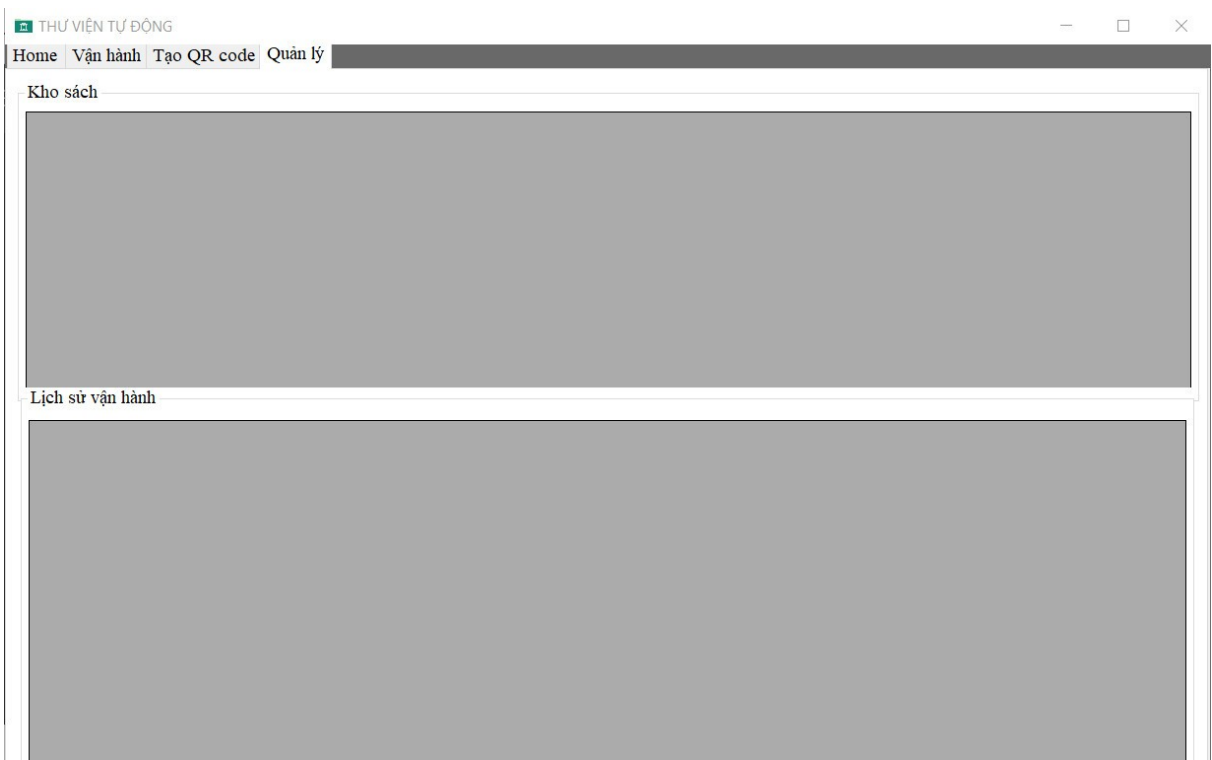 THƯ VIỆN TỰ ĐỘNG
Home Vận hành Tạo QR code Quản lý
Kho sách
Lịch sử vận hành